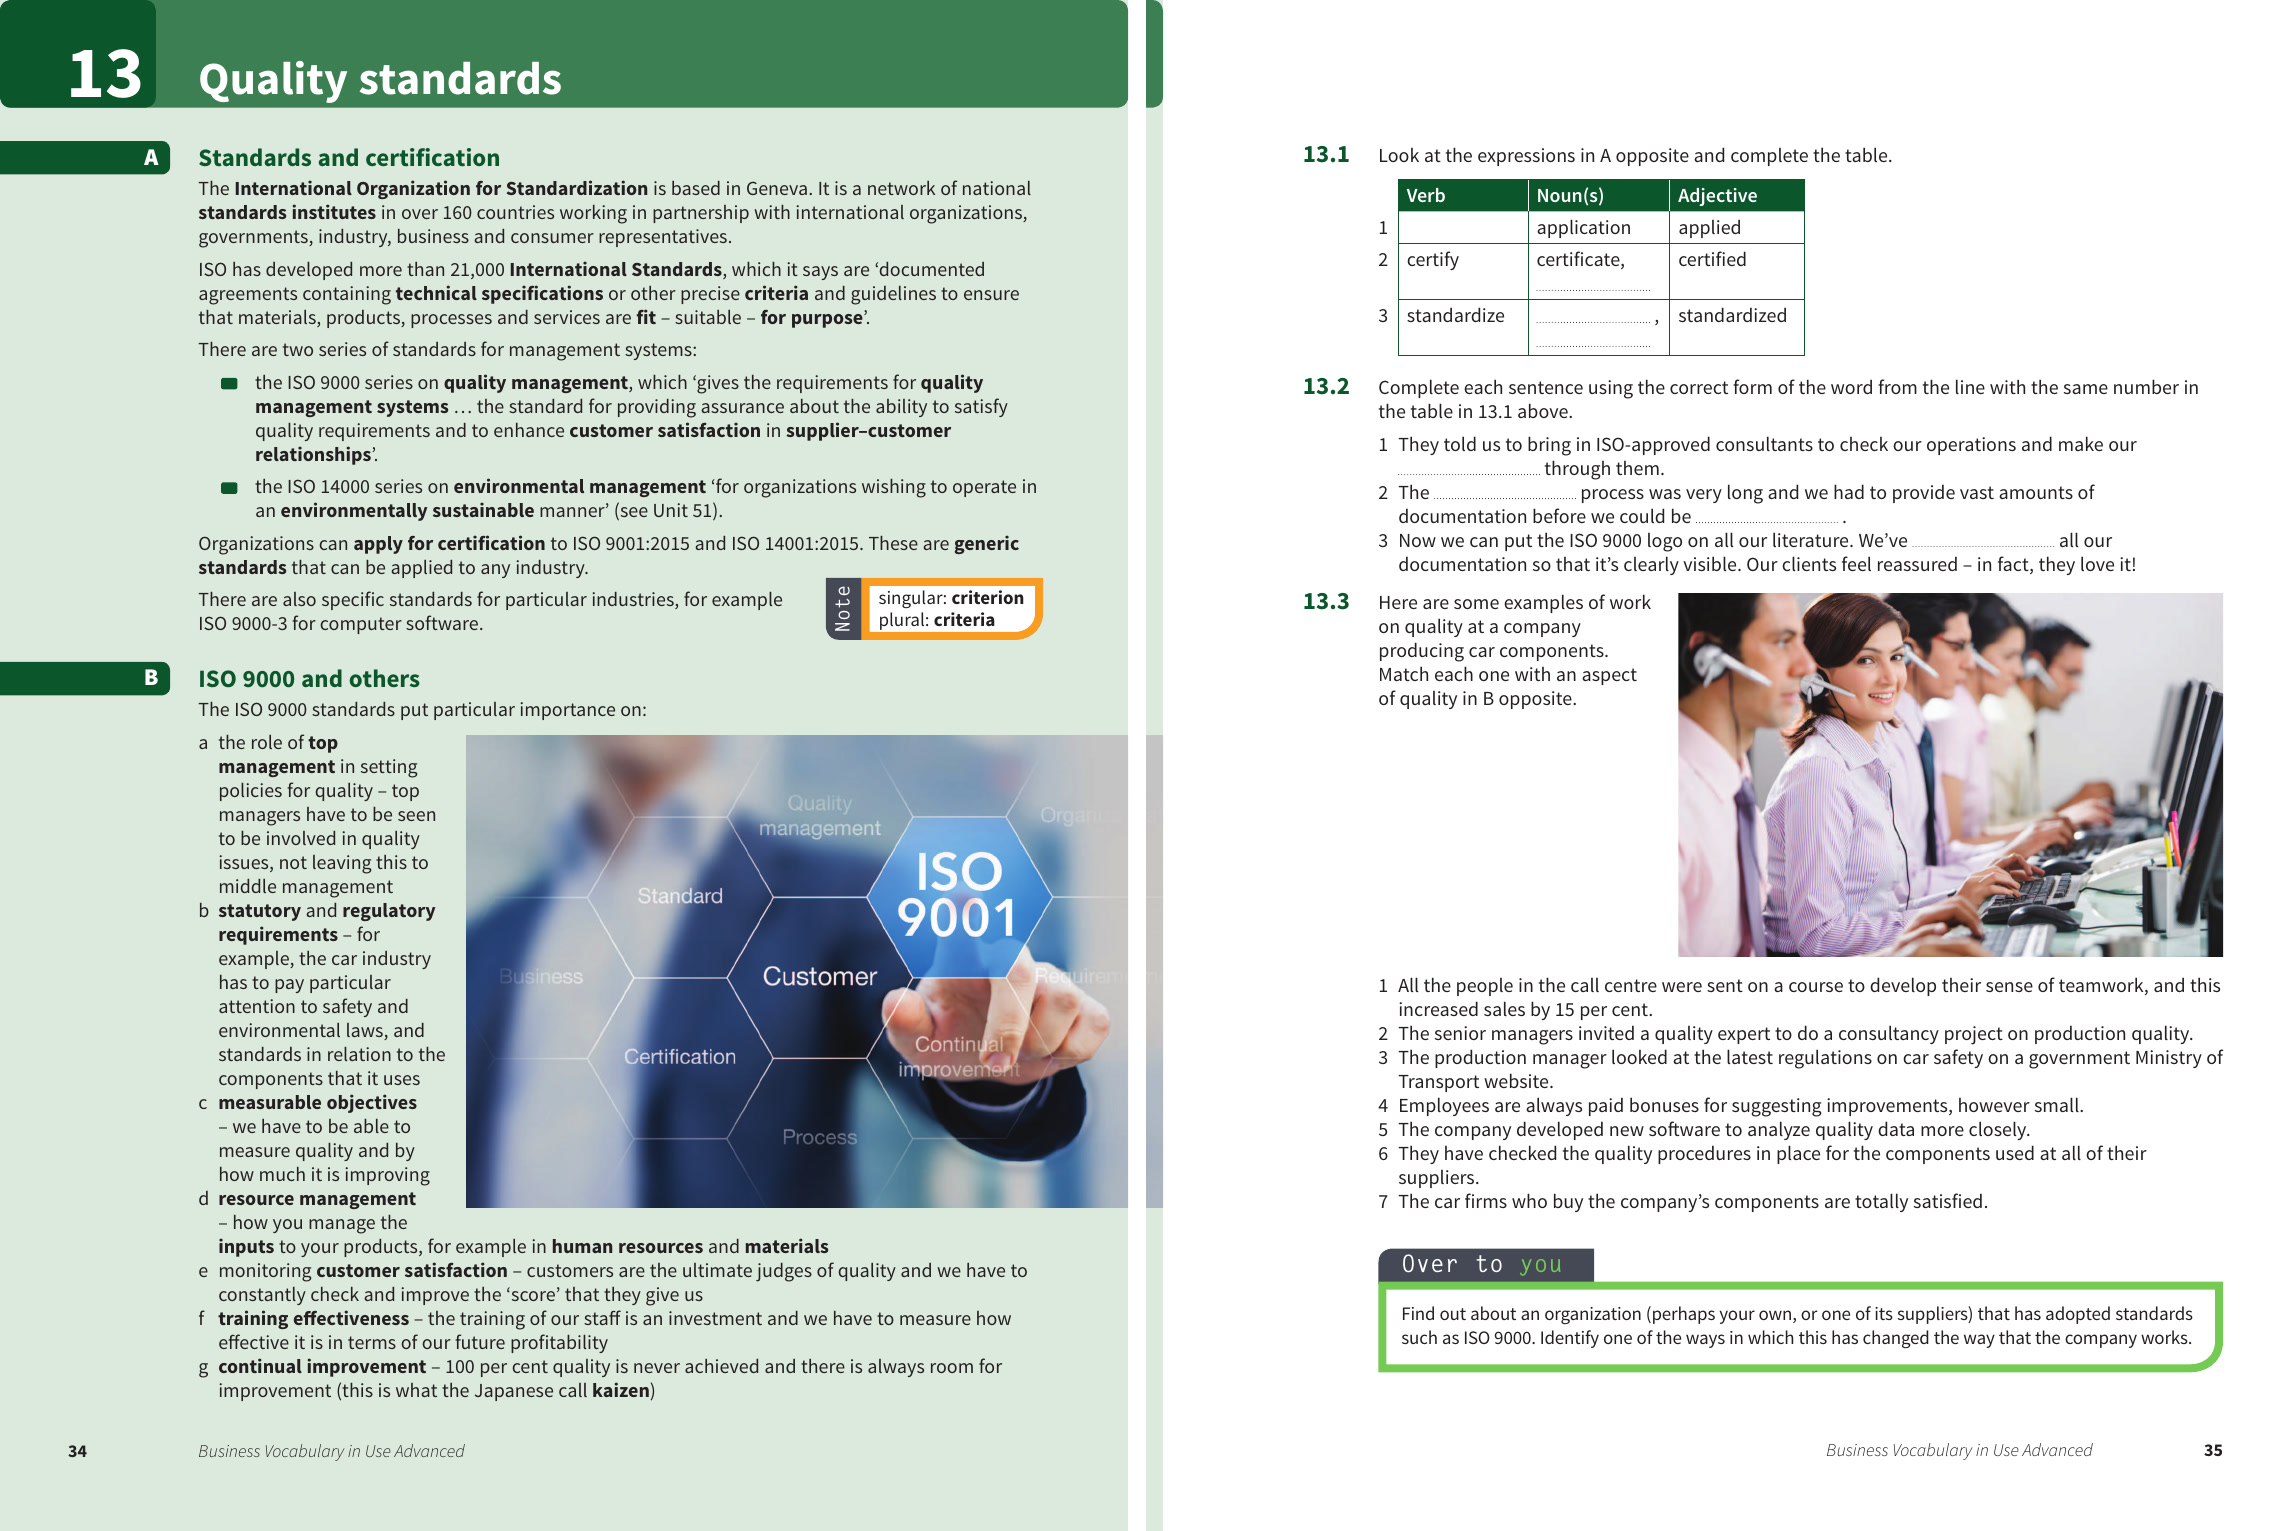 13
Quality standards
A
Standards and certification
The International Organization for Standardization is based in Geneva. It is a network of national
standards institutes in over 160 countries working in partnership with international organizations,
governments, industry, business and consumer representatives.
ISO has developed more than 21,000 International Standards, which it says are ‘documented
agreements containing technical specifications or other precise criteria and guidelines to ensure
that materials, products, processes and services are fit – suitable – for purpose’.
There are two series of standards for management systems:
the ISO 9000 series on quality management, which ‘gives the requirements for quality
management systems … the standard for providing assurance about the ability to satisfy
quality requirements and to enhance customer satisfaction in supplier–customer
relationships’.
the ISO 14000 series on environmental management ‘for organizations wishing to operate in
an environmentally sustainable manner’ (see Unit 51).
Organizations can apply for certification to ISO 9001:2015 and ISO 14001:2015. These are generic
standards that can be applied to any industry.
There are also specific standards for particular industries, for example
ISO 9000-3 for computer software.
Note
singular: criterion
plural: criteria
B
ISO 9000 and others
The ISO 9000 standards put particular importance on:
a the role of top
management in setting
policies for quality – top
managers have to be seen
to be involved in quality
issues, not leaving this to
middle management
b statutory and regulatory
requirements – for
example, the car industry
has to pay particular
attention to safety and
environmental laws, and
standards in relation to the
components that it uses
c measurable objectives
– we have to be able to
measure quality and by
how much it is improving
d resource management
– how you manage the
inputs to your products, for example in human resources and materials
e monitoring customer satisfaction – customers are the ultimate judges of quality and we have to
constantly check and improve the ‘score’ that they give us
f training effectiveness – the training of our staff is an investment and we have to measure how
effective it is in terms of our future profitability
g continual improvement – 100 per cent quality is never achieved and there is always room for
improvement (this is what the Japanese call kaizen)
Quality
management
Standard
ISO
9001
Business
Customer
Certification
Continual
improvement
Process
34
Business Vocabulary in Use Advanced
13.1 Look at the expressions in A opposite and complete the table.
Verb Noun(s) Adjective
1 application applied
2 certify certificate, certified
3 standardize , standardized
13.2 Complete each sentence using the correct form of the word from the line with the same number in
the table in 13.1 above.
1 They told us to bring in ISO-approved consultants to check our operations and make our
through them.
2 The process was very long and we had to provide vast amounts of
documentation before we could be .
3 Now we can put the ISO 9000 logo on all our literature. We’ve all our
documentation so that it’s clearly visible. Our clients feel reassured – in fact, they love it!
13.3 Here are some examples of work
on quality at a company
producing car components.
Match each one with an aspect
of quality in B opposite.
1 All the people in the call centre were sent on a course to develop their sense of teamwork, and this
increased sales by 15 per cent.
2 The senior managers invited a quality expert to do a consultancy project on production quality.
3 The production manager looked at the latest regulations on car safety on a government Ministry of
Transport website.
4 Employees are always paid bonuses for suggesting improvements, however small.
5 The company developed new software to analyze quality data more closely.
6 They have checked the quality procedures in place for the components used at all of their
suppliers.
7 The car firms who buy the company’s components are totally satisfied.
Over to you
Find out about an organization (perhaps your own, or one of its suppliers) that has adopted standards
such as ISO 9000. Identify one of the ways in which this has changed the way that the company works.
Business Vocabulary in Use Advanced
35